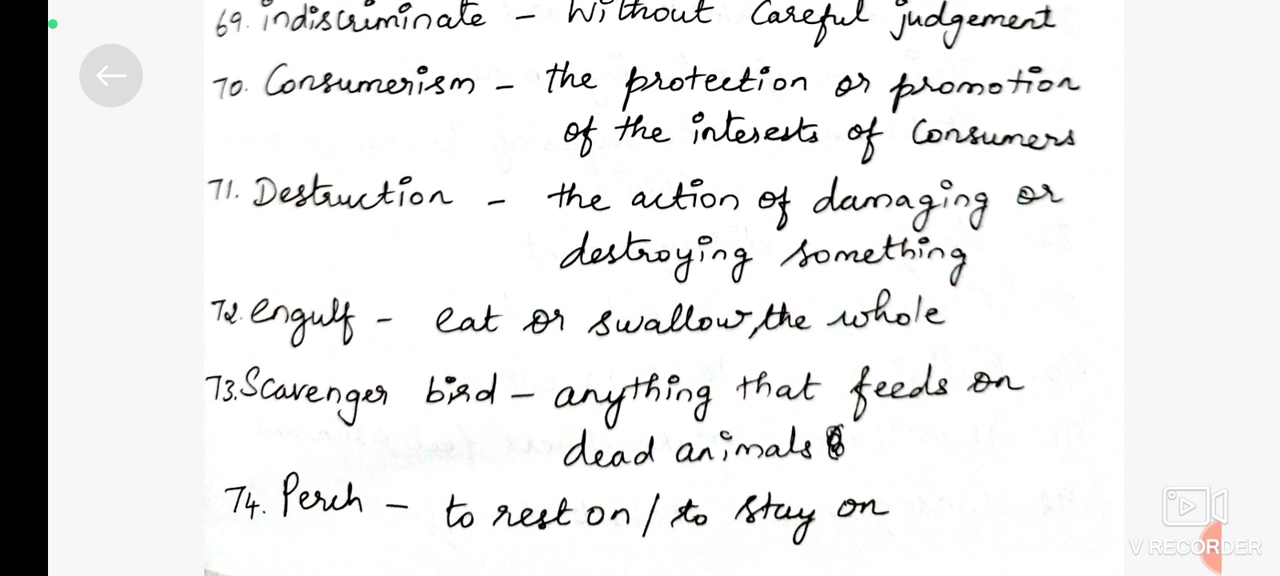 69. indiscriminate - Without Careful judgement
70. Consumerism - the protection or promotion
of the interests of Consumers
71. Destruction - the action of damaging or
destroying something
72. engulf - eat or swallow, the whole
73. Scavenger bird - anything that feeds on
dead animals
74. Perch - to rest on / to stay on
V RECORDER